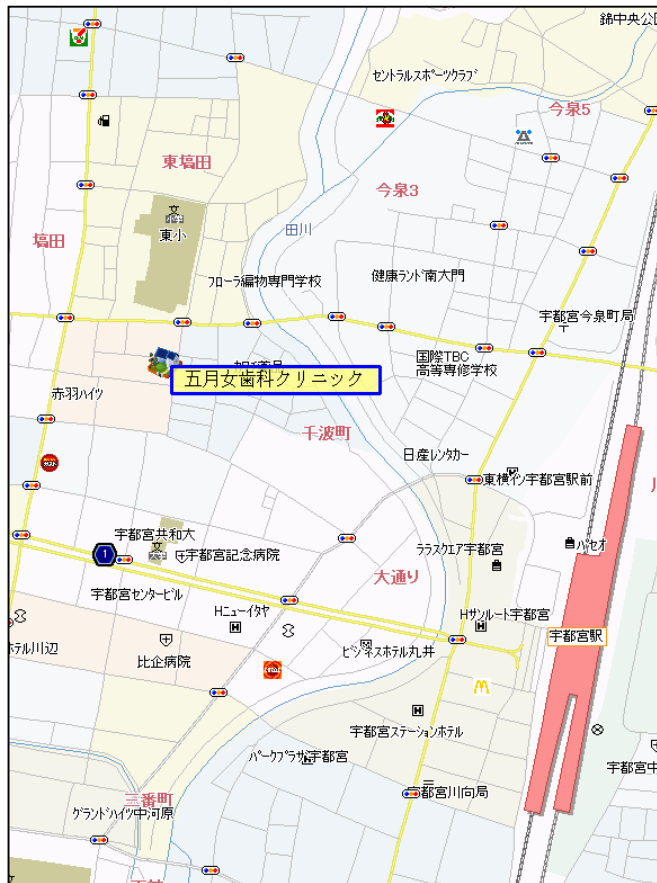 錦中央公
セントラルスポーツクラブ
今泉5
東塙田
今泉3
塙田
東小
田川
フローラ編物専門学校
健康ランド南大門
宇都宮今泉町局
国際TBC
高等専修学校
五月女歯科クリニック
赤羽ハイツ
千波町
日産レンタカー
東横イン宇都宮駅前
宇都宮共和大
1
宇都宮記念病院
ララスクエア宇都宮
パセオ
大通り
宇都宮センタービル
Hニューイタヤ
Hサンルート宇都宮
宇都宮駅
ホテル川辺
比企病院
ビジネスホテル丸井
宇都宮ステーションホテル
パークプラザ宇都宮
宇都宮中
宇都宮川向局
三番町
グランドハイツ中河原